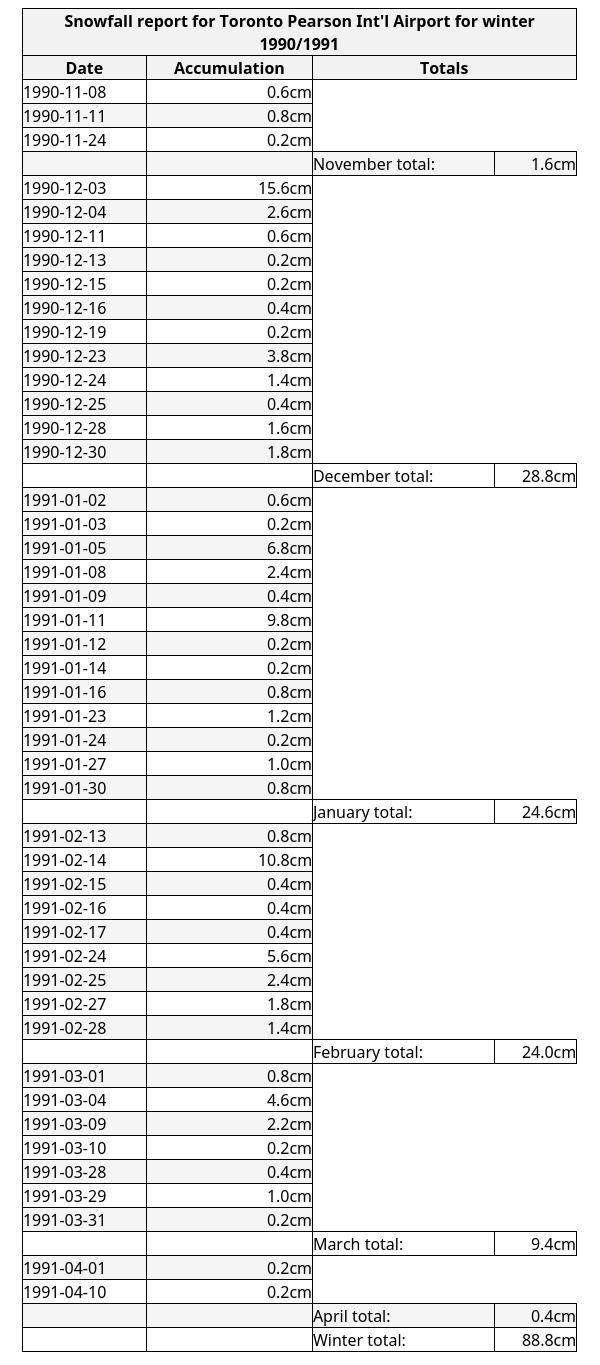 Snowfall report for Toronto Pearson Int'l Airport for winter
1990/1991
Date Accumulation Totals
1990-11-08 0.6cm
1990-11-11 0.8cm
1990-11-24 0.2cm
November total: 1.6cm
1990-12-03 15.6cm
1990-12-04 2.6cm
1990-12-11 0.6cm
1990-12-13 0.2cm
1990-12-15 0.2cm
1990-12-16 0.4cm
1990-12-19 0.2cm
1990-12-23 3.8cm
1990-12-24 1.4cm
1990-12-25 0.4cm
1990-12-28 1.6cm
1990-12-30 1.8cm
December total: 28.8cm
1991-01-02 0.6cm
1991-01-03 0.2cm
1991-01-05 6.8cm
1991-01-08 2.4cm
1991-01-09 0.4cm
1991-01-11 9.8cm
1991-01-12 0.2cm
1991-01-14 0.2cm
1991-01-16 0.8cm
1991-01-23 1.2cm
1991-01-24 0.2cm
1991-01-27 1.0cm
1991-01-30 0.8cm
January total: 24.6cm
1991-02-13 0.8cm
1991-02-14 10.8cm
1991-02-15 0.4cm
1991-02-16 0.4cm
1991-02-17 0.4cm
1991-02-24 5.6cm
1991-02-25 2.4cm
1991-02-27 1.8cm
1991-02-28 1.4cm
February total: 24.0cm
1991-03-01 0.8cm
1991-03-04 4.6cm
1991-03-09 2.2cm
1991-03-10 0.2cm
1991-03-28 0.4cm
1991-03-29 1.0cm
1991-03-31 0.2cm
March total: 9.4cm
1991-04-01 0.2cm
1991-04-10 0.2cm
April total: 0.4cm
Winter total: 88.8cm